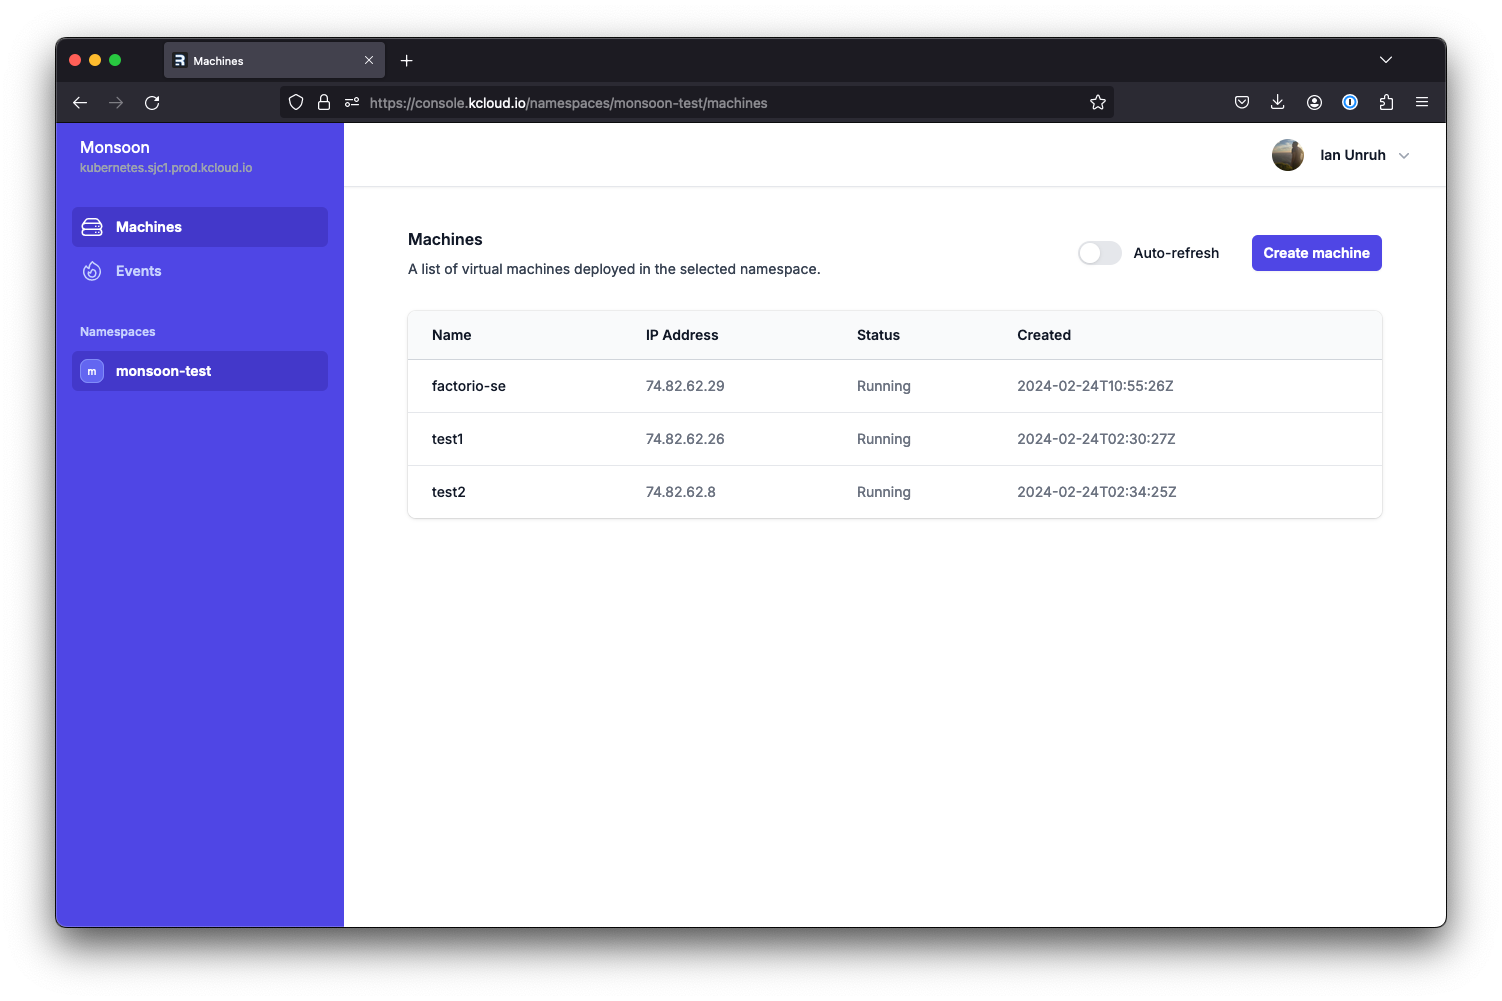 Machines
https://console.kcloud.io/namespaces/monsoon-test/machines
Monsoon
kubernetes.sjc1.prod.kcloud.io
Machines
Events
Namespaces
m monsoon-test
Ian Unruh
Machines
A list of virtual machines deployed in the selected namespace.
Auto-refresh
Create machine
Name IP Address Status Created
factorio-se 74.82.62.29 Running 2024-02-24T10:55:26Z
test1 74.82.62.26 Running 2024-02-24T02:30:27Z
test2 74.82.62.8 Running 2024-02-24T02:34:25Z